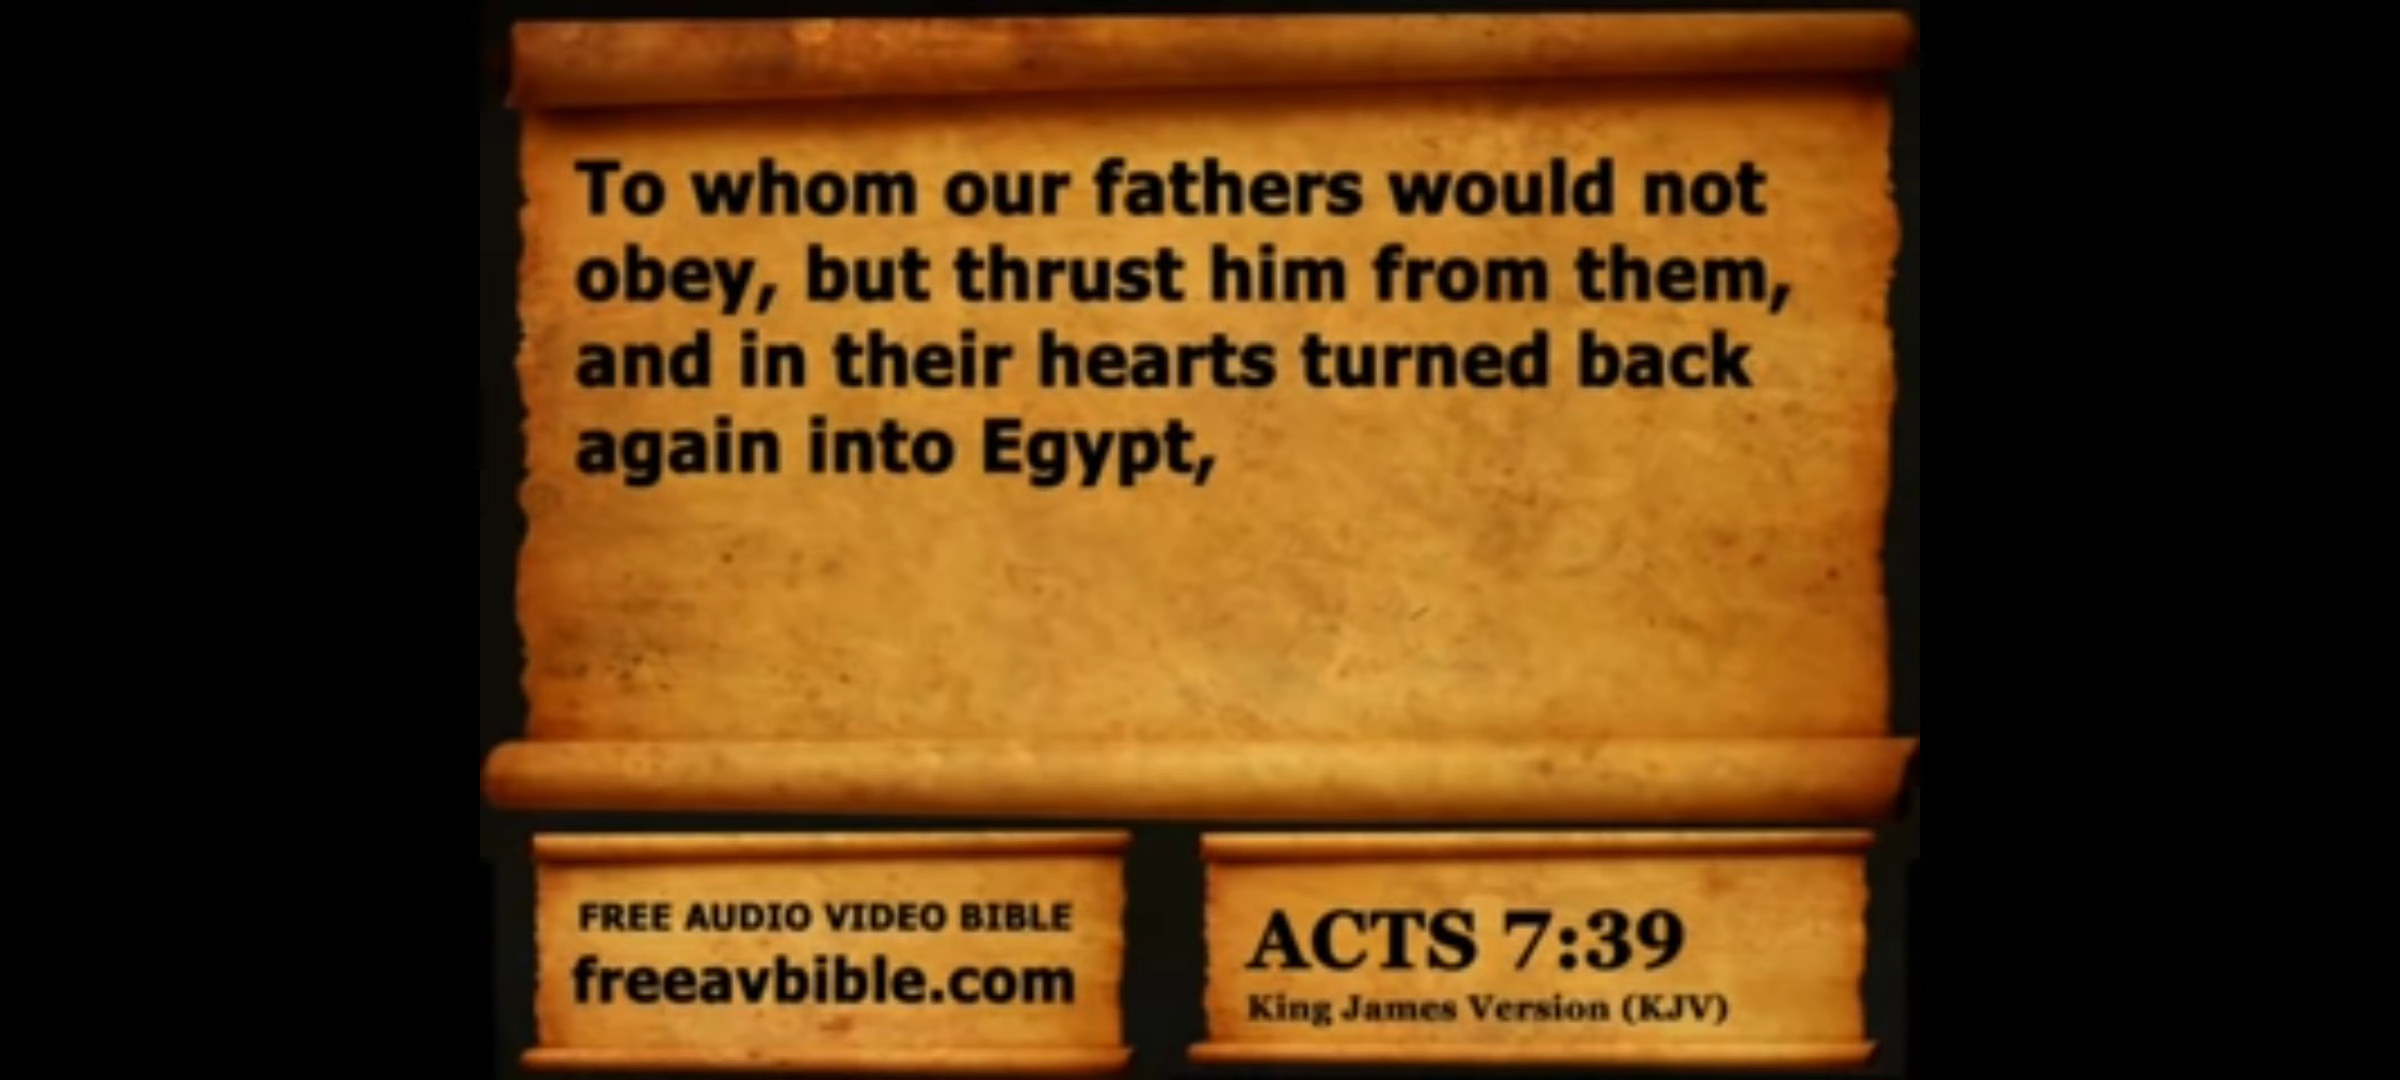 To whom our fathers would not
obey, but thrust him from them,
and in their hearts turned back
again into Egypt,
FREE AUDIO VIDEO BIBLE
freeavbible.com
ACTS 7:39
King James Version (KJV)